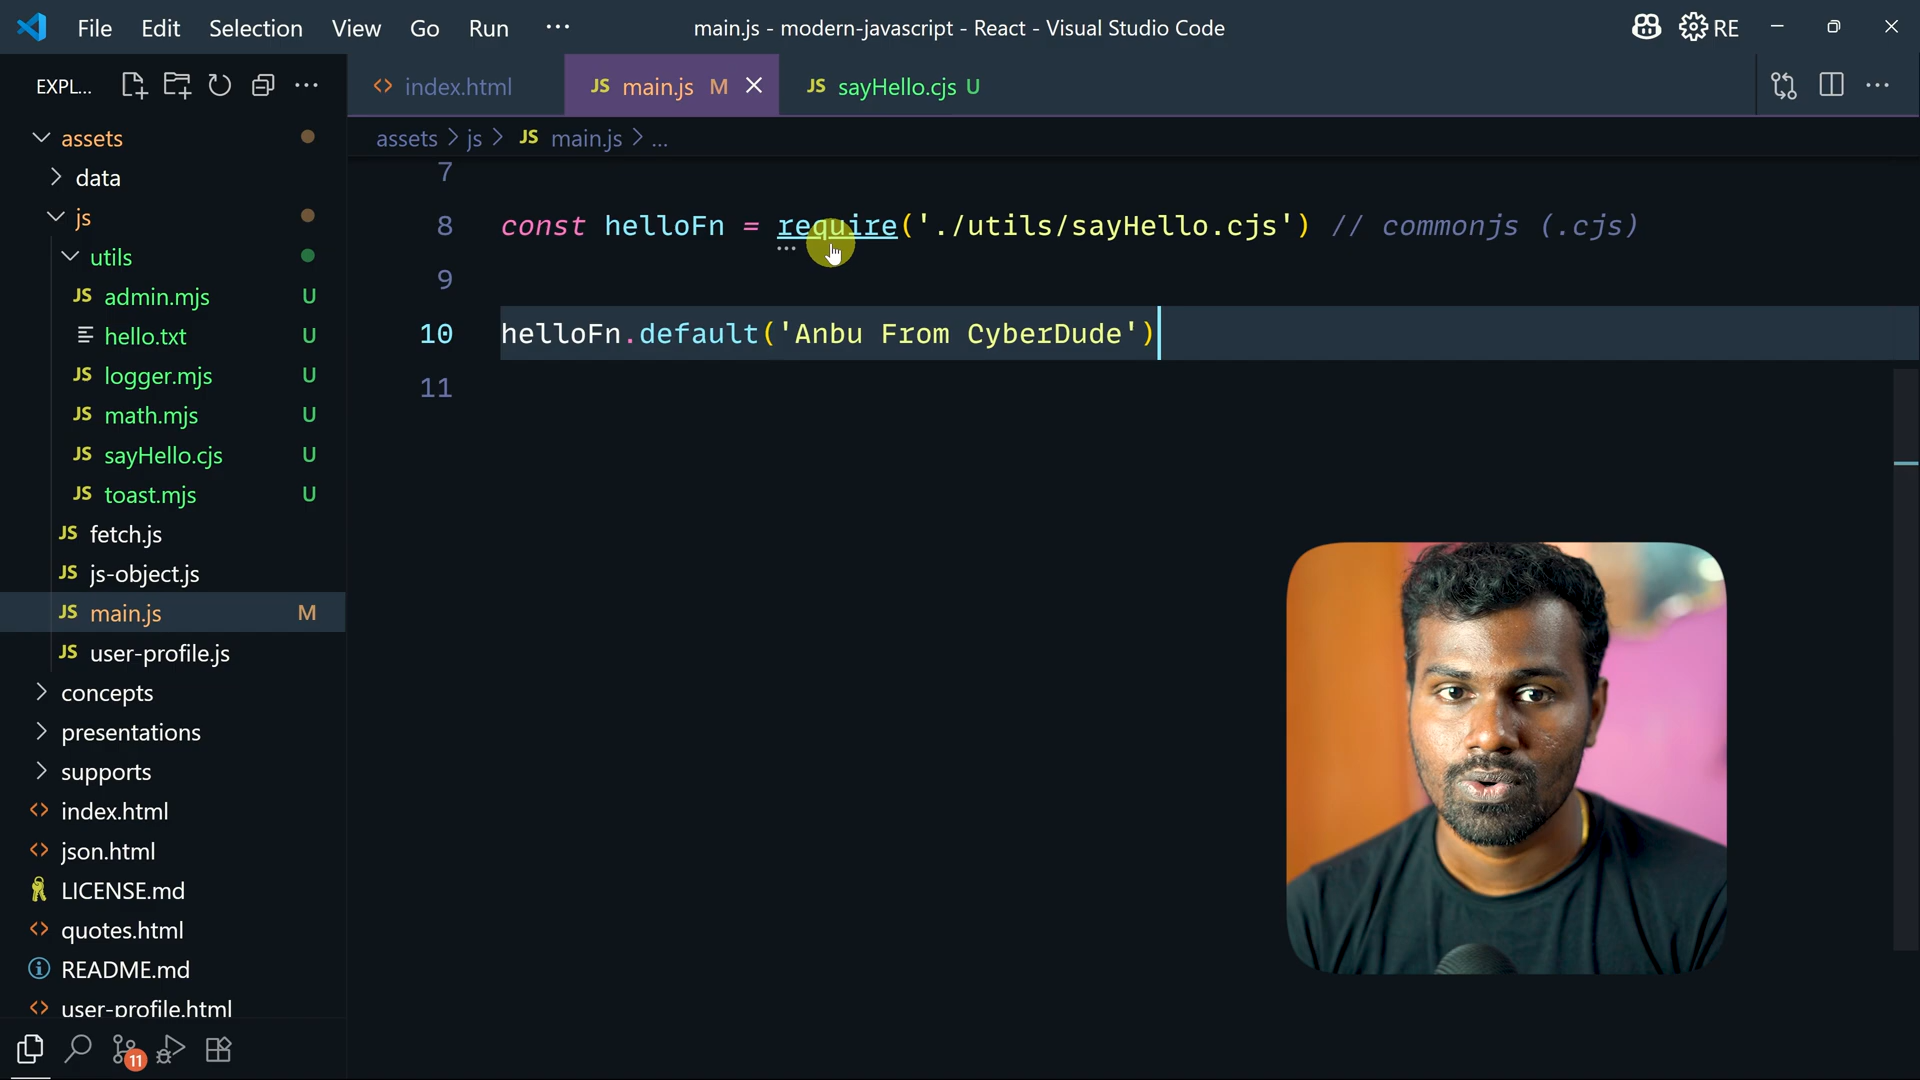 File Edit Selection View Go Run ···
main.js - modern-javascript - React - Visual Studio Code
RE
EXPL...
index.html
JS main.js M
JS sayHello.cjs U
assets > js > JS main.js > ...
assets
data
js
utils
JS admin.mjs U
hello.txt U
JS logger.mjs U
JS math.mjs U
JS sayHello.cjs U
JS toast.mjs U
JS fetch.js
JS js-object.js
JS main.js M
JS user-profile.js
concepts
presentations
supports
index.html
json.html
LICENSE.md
quotes.html
README.md
user-profile.html
11
7
8 const helloFn = require('./utils/sayHello.cjs') // commonjs (.cjs)
9
10 helloFn.default('Anbu From CyberDude')
11